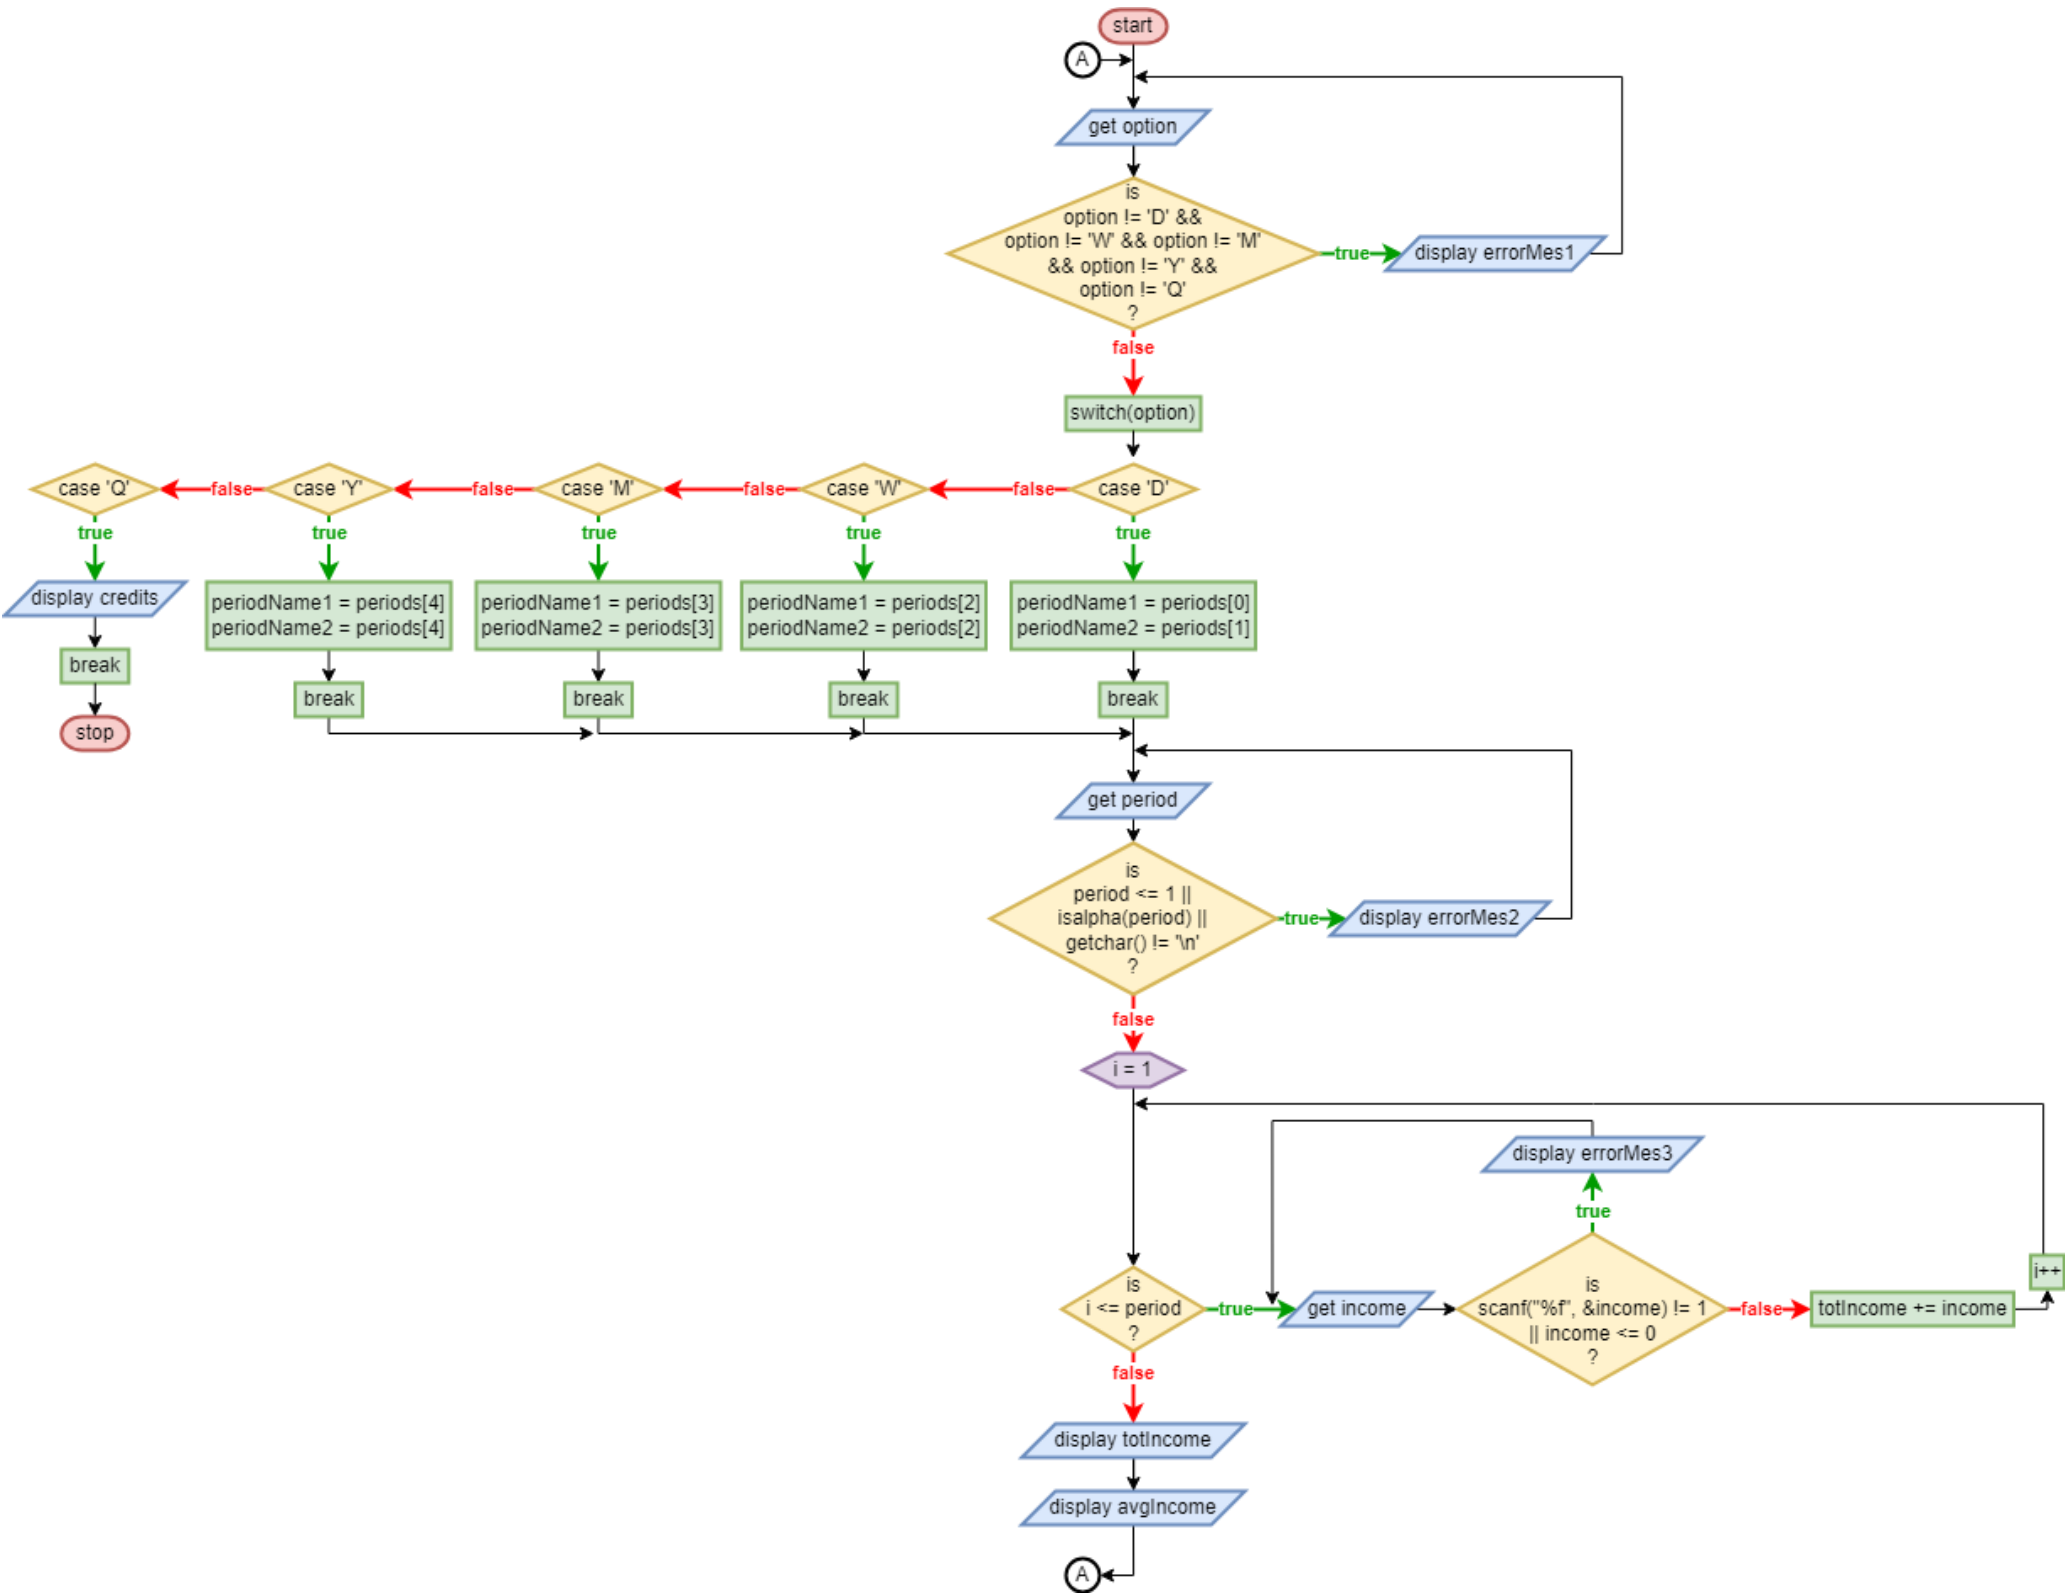 start
A
get option
is
option != 'D' &&
option != 'W' && option != 'M'
&& option != 'Y' &&
option != 'Q'
?
true
display errorMes1
false
switch(option)
case 'Q'
false
case 'Y'
false
case 'M'
false
case 'W'
false
case 'D'
true
true
true
true
true
display credits
periodName1 = periods[4]
periodName2 = periods[4]
periodName1 = periods[3]
periodName2 = periods[3]
periodName1 = periods[2]
periodName2 = periods[2]
periodName1 = periods[0]
periodName2 = periods[1]
break
break
break
break
break
stop
get period
is
period <= 1 ||
isalpha(period) ||
getchar() != '\n'
?
true
display errorMes2
false
i = 1
display errorMes3
true
is
i <= period
?
true
get income
is
scanf("%f", &income) != 1
|| income <= 0
?
false
totIncome += income
i++
false
display totIncome
display avgIncome
A